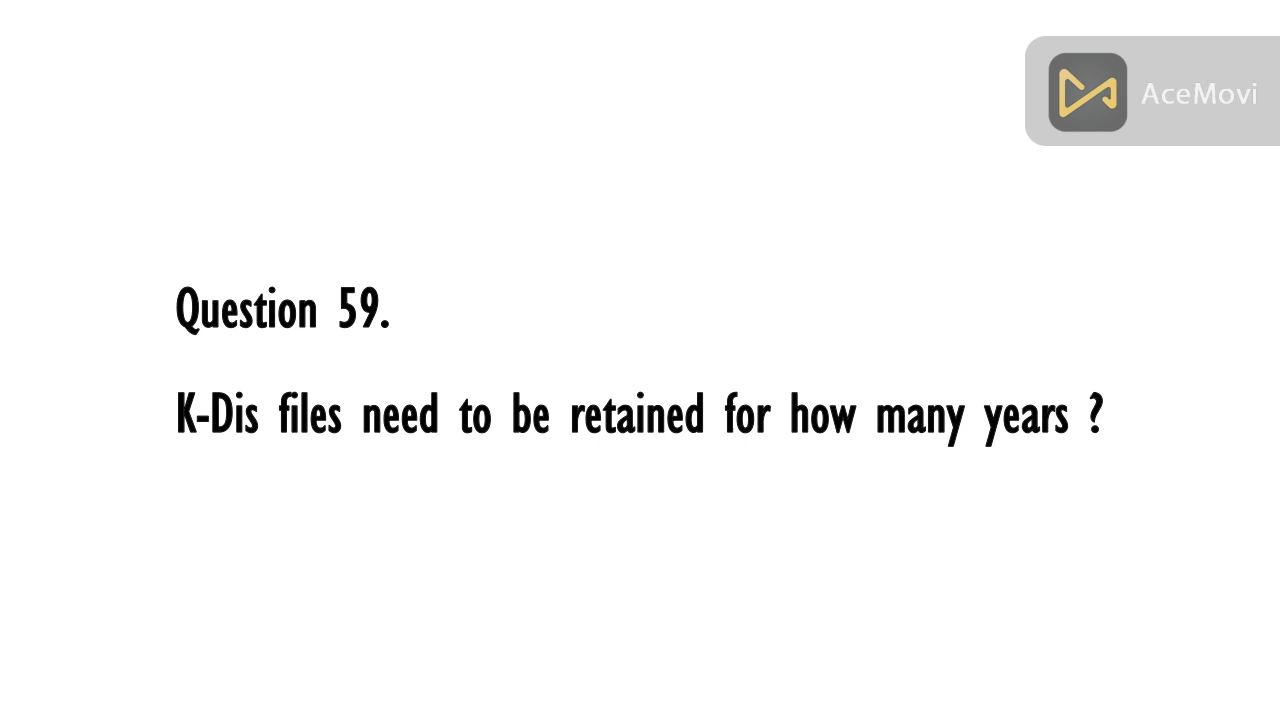 AceMovi
Question 59.
K-Dis files need to be retained for how many years ?